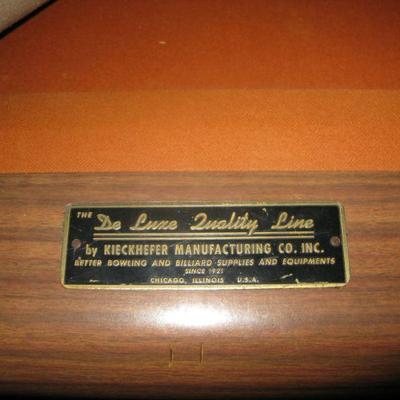 THE De Luxe Quality Line
by KIECKHEFER MANUFACTURING CO. INC.
BETTER BOWLING AND BILLIARD SUPPLIES AND EQUIPMENTS
SINCE 1921
CHICAGO, ILLINOIS U.S.A.